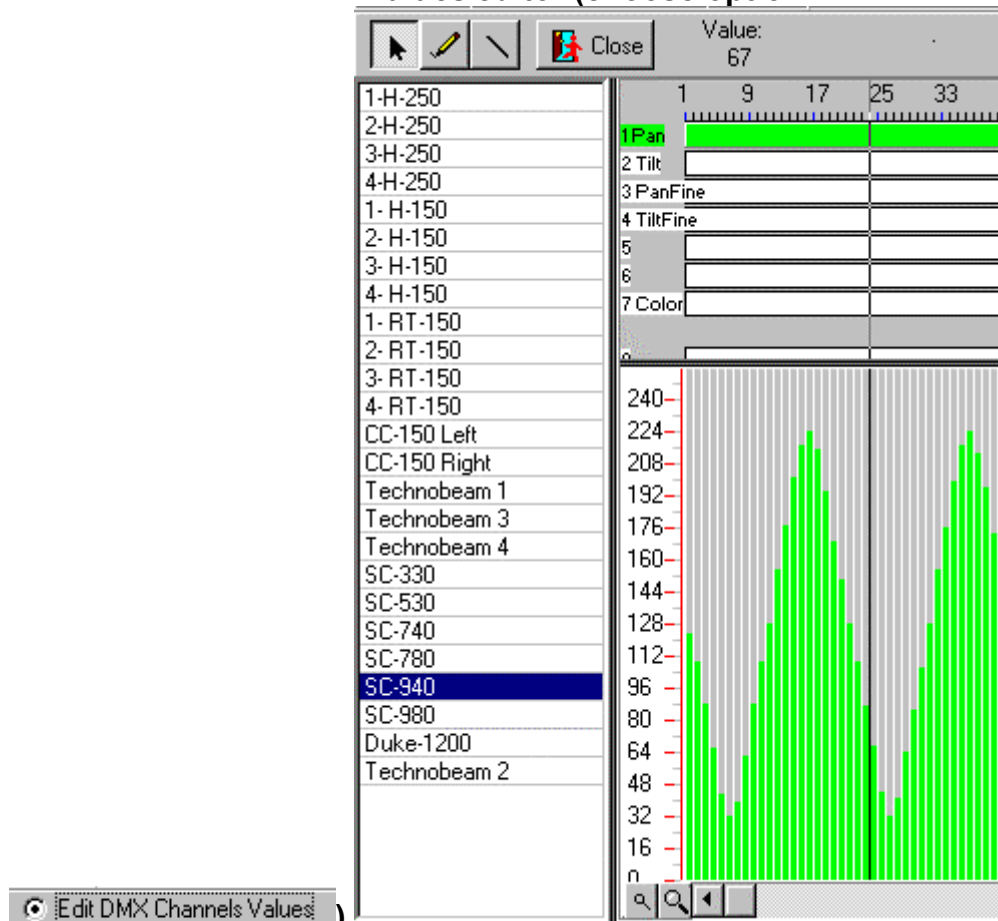 Close
Value:
67
1 9 17 25 33
1-H-250
2-H-250
3-H-250
4-H-250
1- H-150
2- H-150
3- H-150
4- H-150
1- RT-150
2- RT-150
3- RT-150
4- RT-150
CC-150 Left
CC-150 Right
Technobeam 1
Technobeam 3
Technobeam 4
SC-330
SC-530
SC-740
SC-780
SC-940
SC-980
Duke-1200
Technobeam 2
1 Pan
2 Tilt
3 PanFine
4 TiltFine
5
6
7 Color
240
224
208
192
176
160
144
128
112
96
80
64
48
32
16
0
Edit DMX Channels Values )